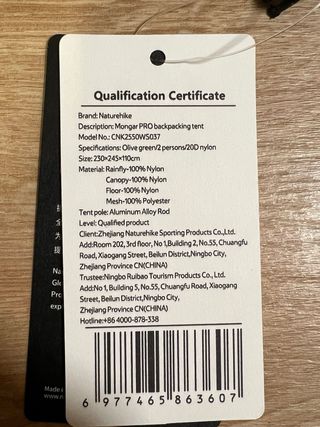 Qualification Certificate
Brand: Naturehike
Description: Mongar PRO backpacking tent
Model No.: CNK2550WS037
Specifications: Olive green/2 persons/20D nylon
Size: 230*245*110cm
Material: Rainfly-100% Nylon
Canopy-100% Nylon
Floor-100% Nylon
Mesh-100% Polyester
Tent pole: Aluminum Alloy Rod
Level: Qualified product
Client:Zhejiang Naturehike Sporting Products Co.,Ltd.
Add:Room 202, 3rd floor, No 1,Building 2, No.55, Chuangfu
Road, Xiaogang Street, Beilun District,Ningbo City,
Zhejiang Province CN(CHINA)
Trustee:Ningbo Ruibao Tourism Products Co., Ltd.
Add:No 1, Building 5, No.55, Chuangfu Road, Xiaogang
Street, Beilun District,Ningbo City,
Zhejiang Province CN(CHINA)
Hotline:+86 4000-878-338
6 977465 863607
Na
Glo
Pro
exp
Made i